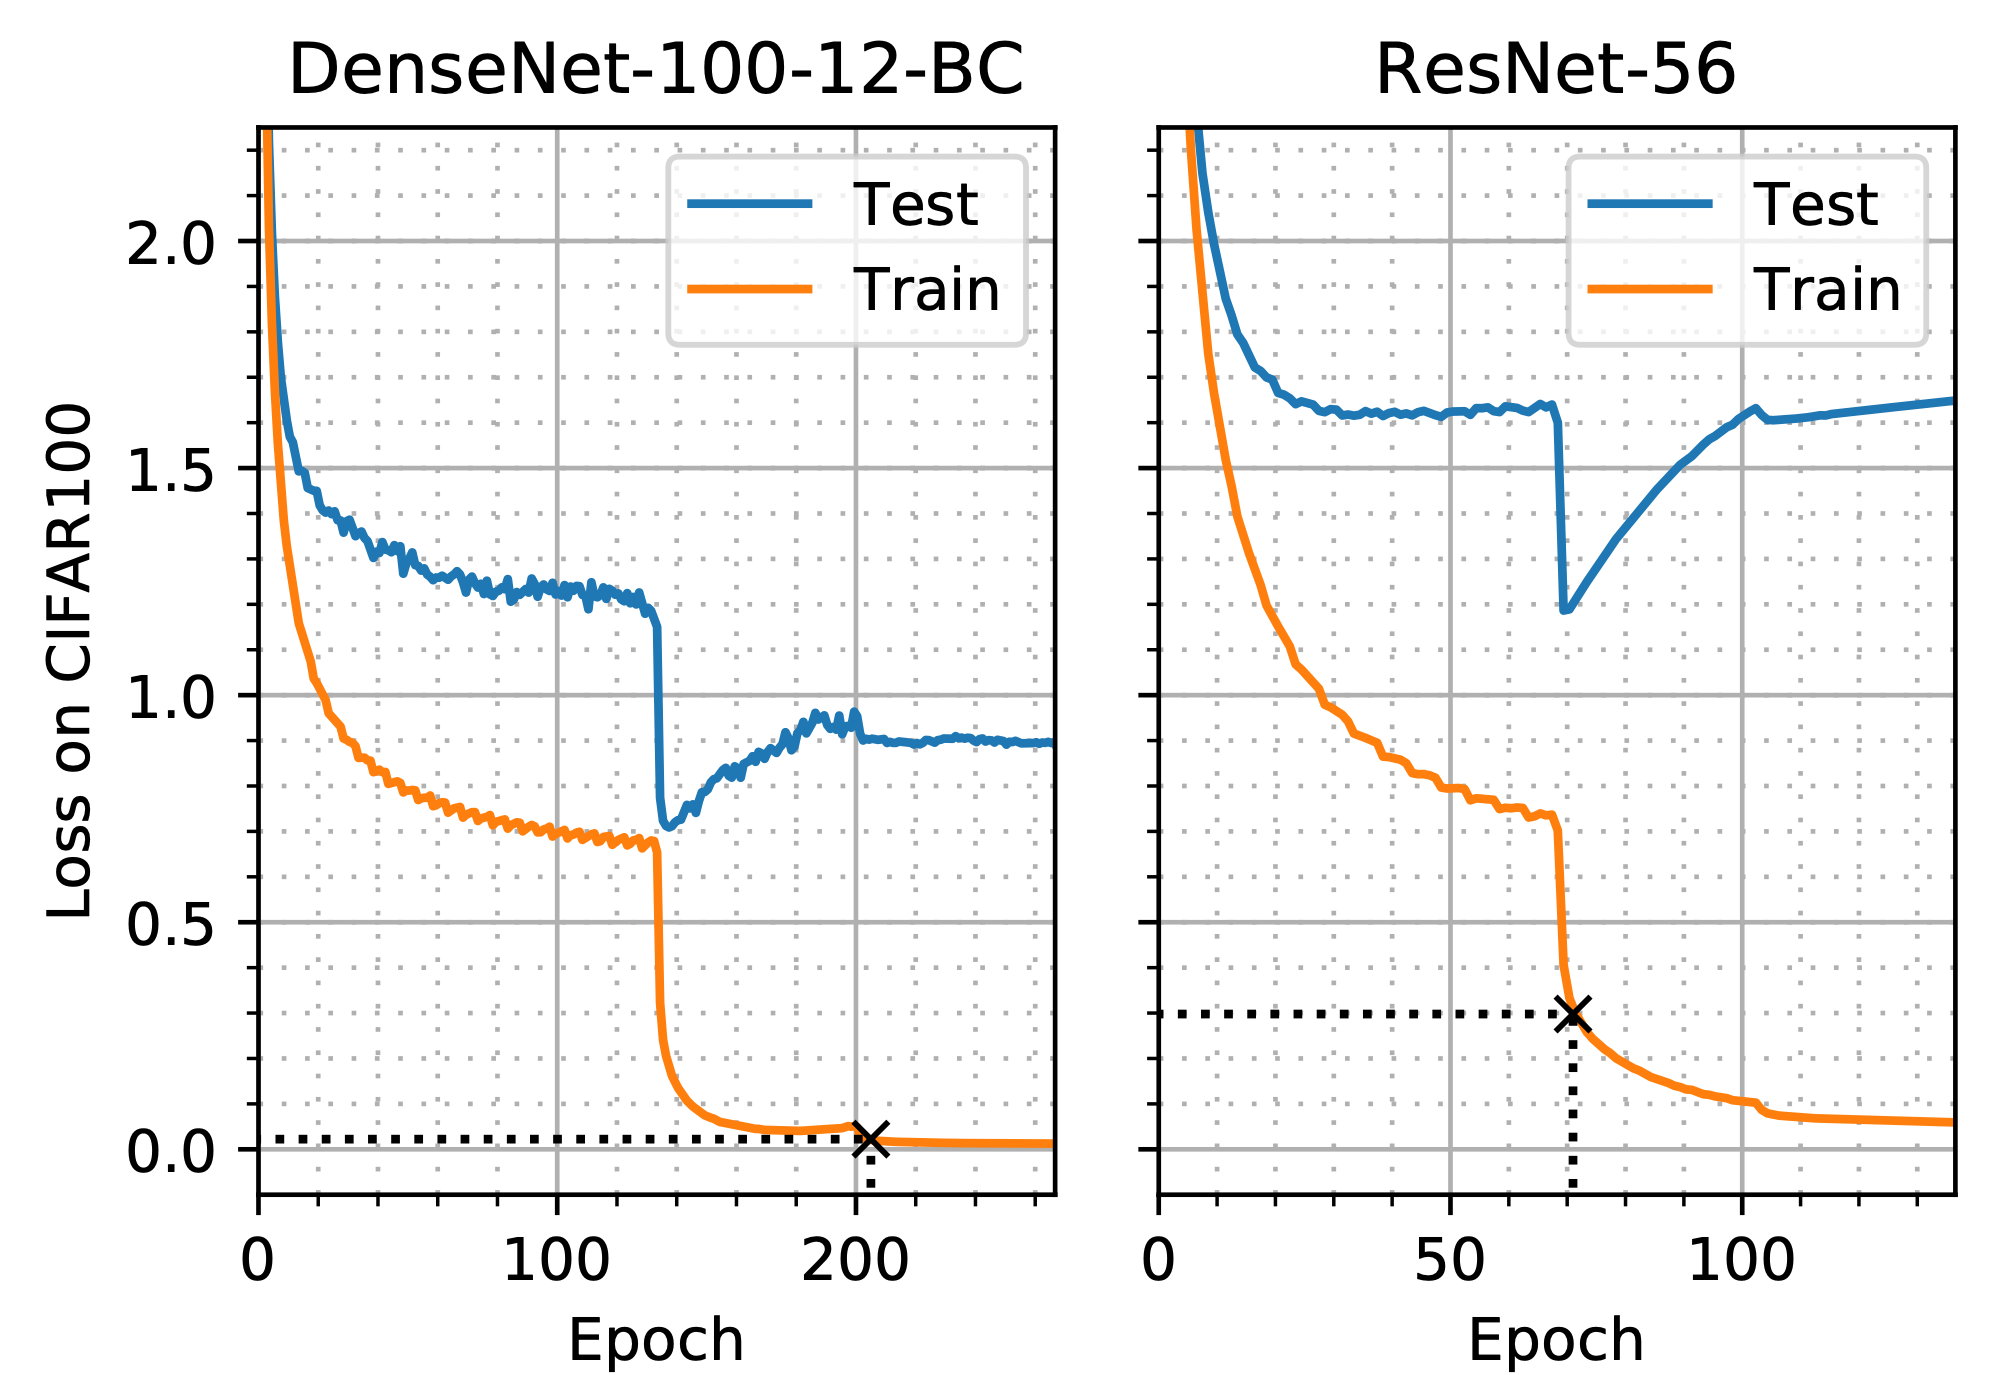 DenseNet-100-12-BC
ResNet-56
Test
Train
Test
Train
Loss on CIFAR100
2.0
1.5
1.0
0.5
0.0
0 100 200
0 50 100
Epoch
Epoch